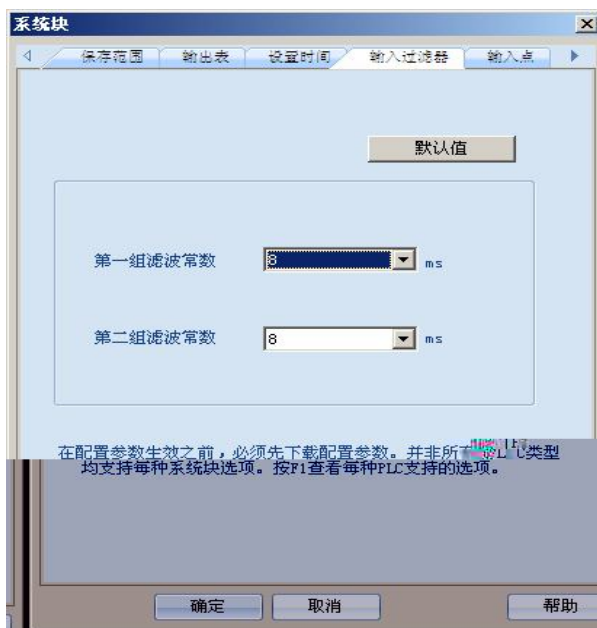 系统块
保存范围 输出表 设置时间 输入过滤器 输入点
默认值
第一组滤波常数 8 ms
第二组滤波常数 8 ms
在配置参数生效之前，必须先下载配置参数。并非所有 类型
均支持每种系统块选项。按F1查看每种PLC支持的选项。
确定 取消 帮助